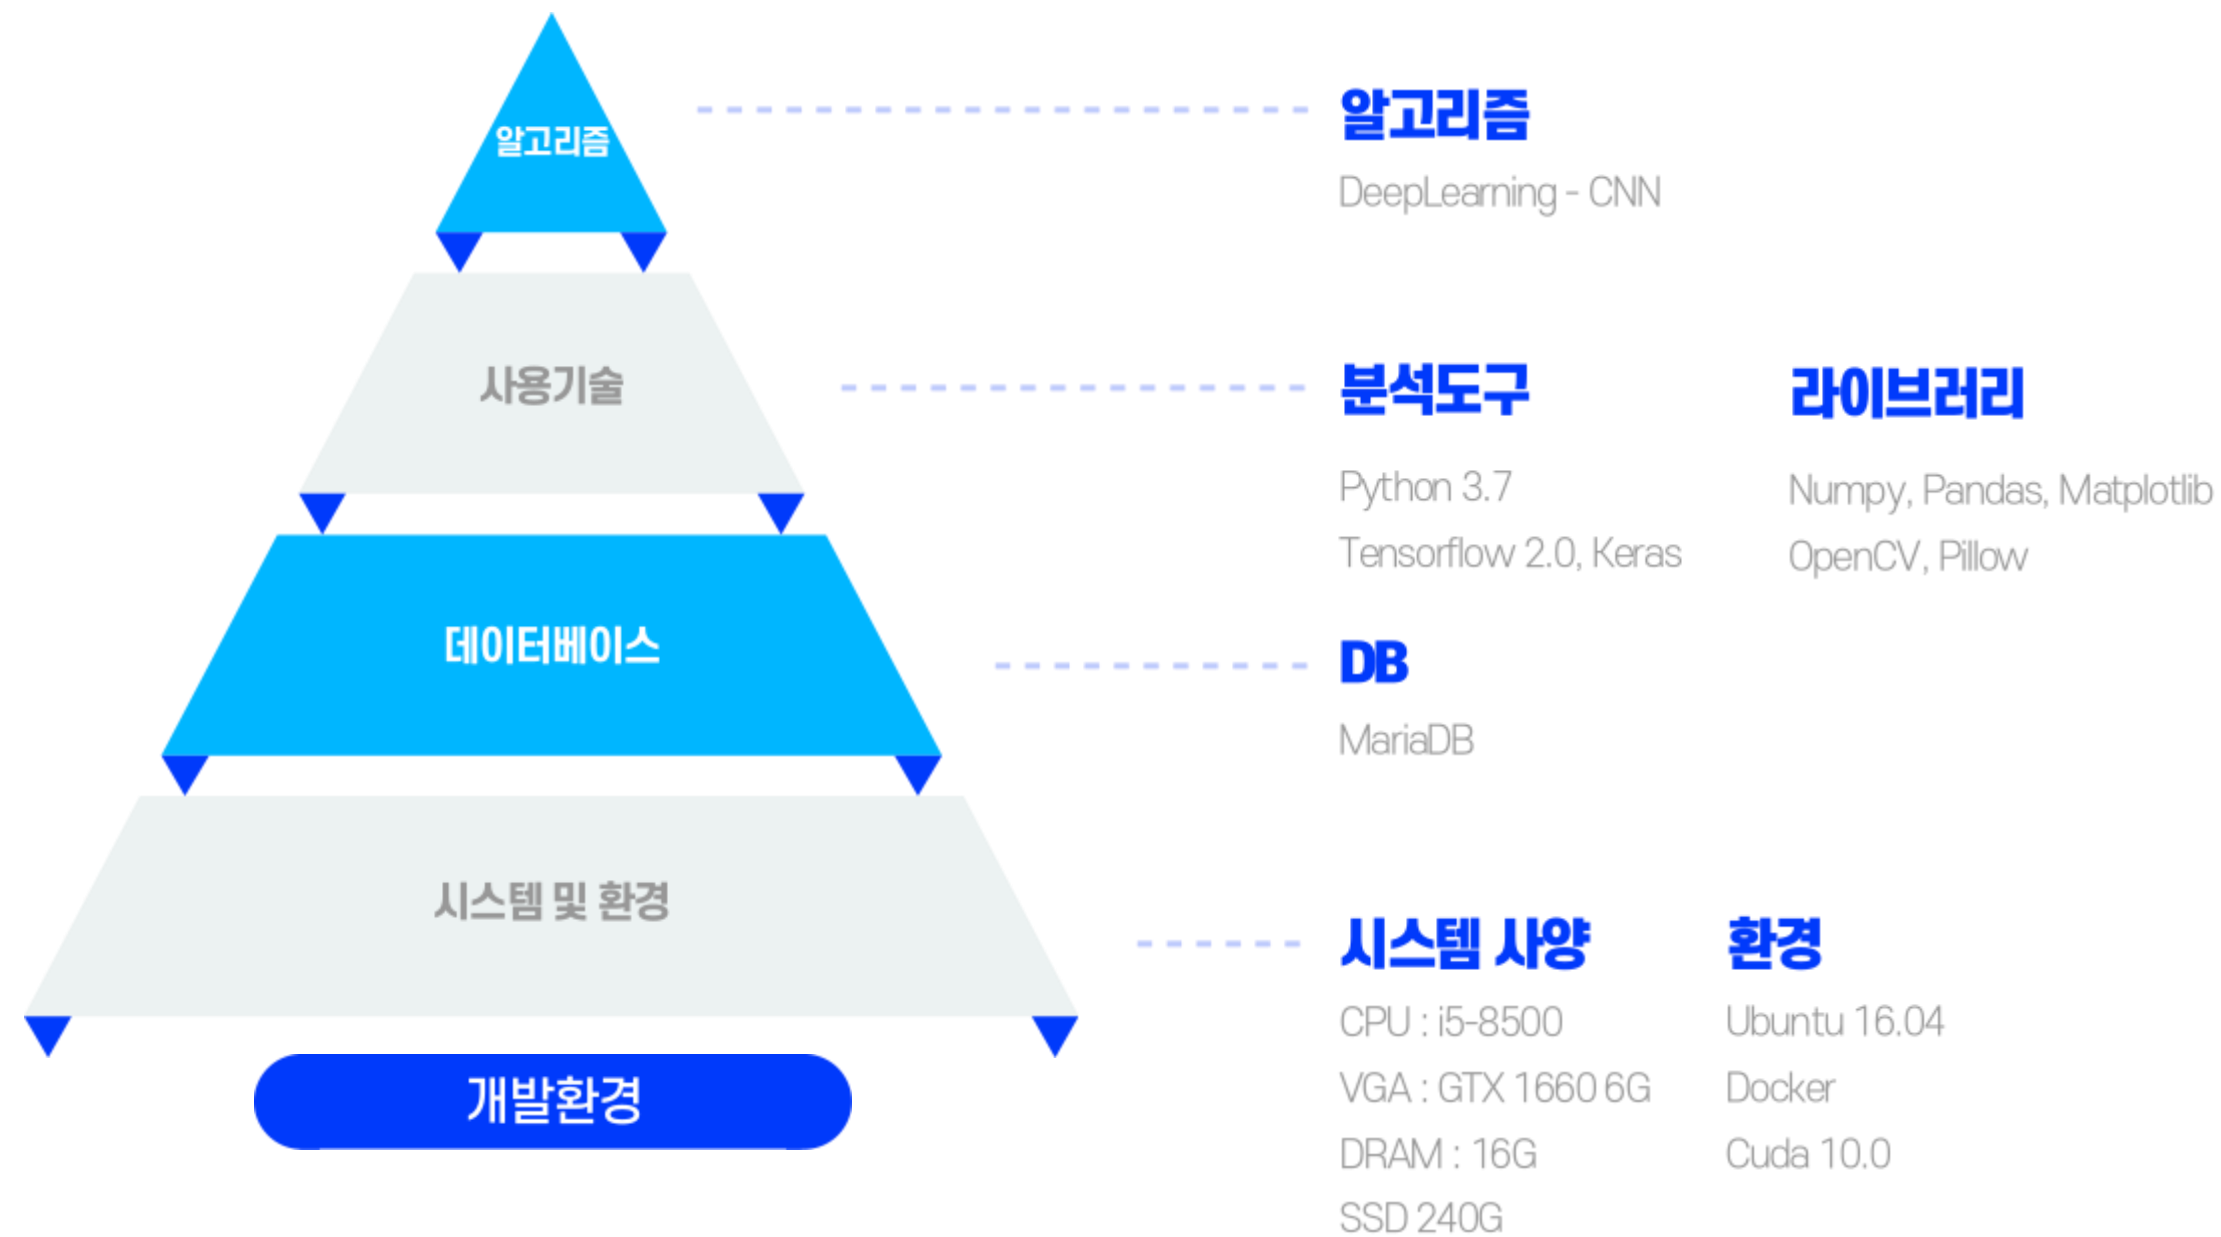 알고리즘
사용기술
데이터베이스
시스템 및 환경
개발환경
알고리즘
DeepLearning - CNN
분석도구
Python 3.7
Tensorflow 2.0, Keras
라이브러리
Numpy, Pandas, Matplotlib
OpenCV, Pillow
DB
MariaDB
시스템 사양
CPU : i5-8500
VGA : GTX 1660 6G
DRAM : 16G
SSD 240G
환경
Ubuntu 16.04
Docker
Cuda 10.0